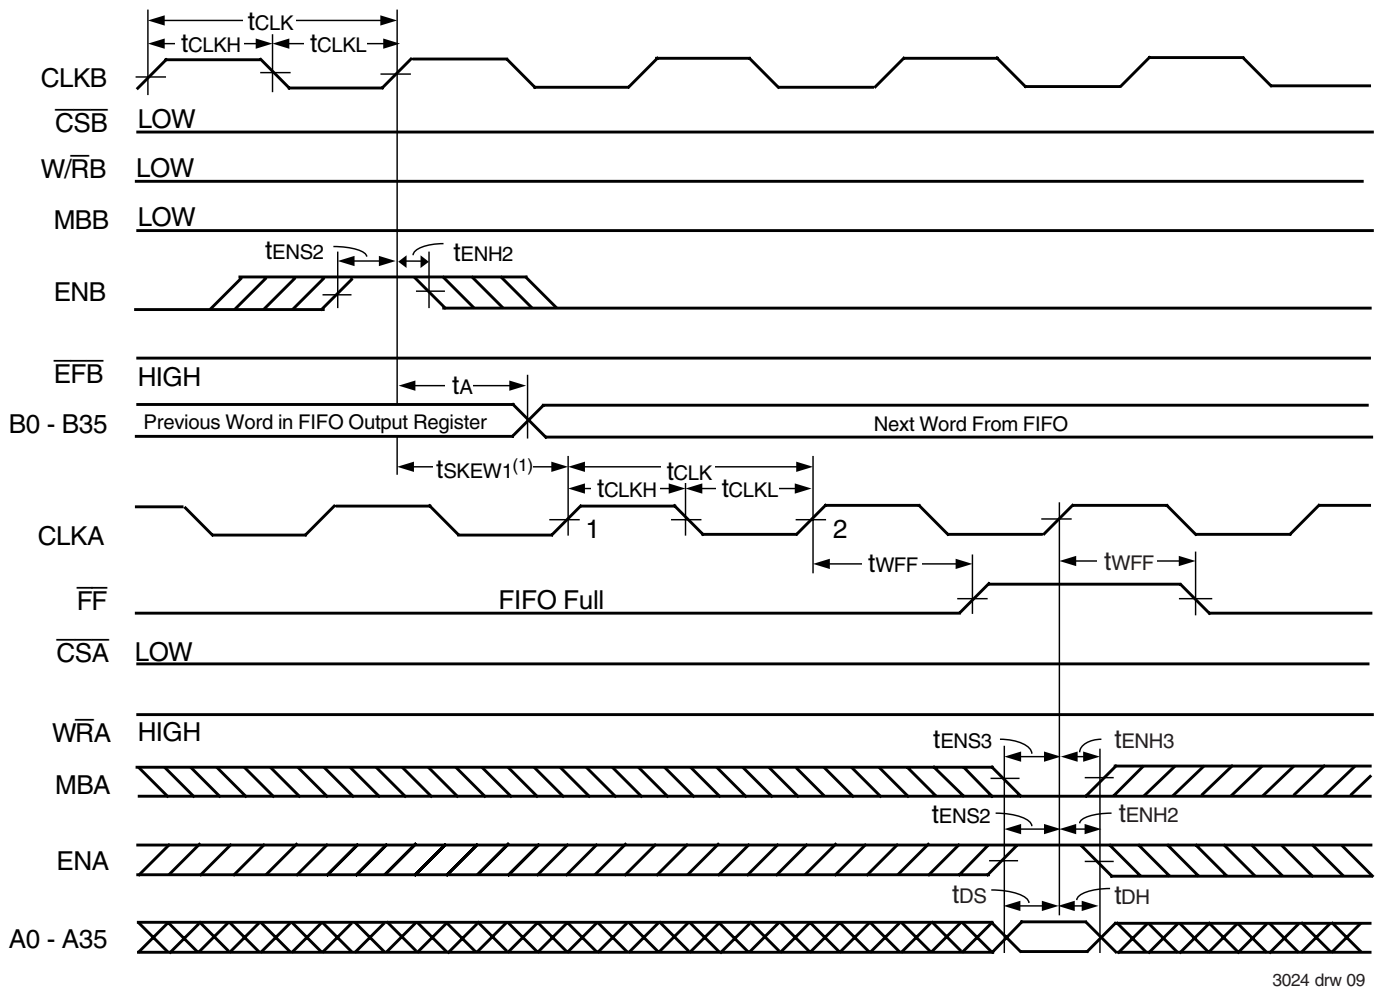 tCLK
tCLKH tCLKL
CLKB
CSB LOW
W/RB LOW
MBB LOW
tENS2 tENH2
ENB
EFB HIGH
tA
B0 - B35 Previous Word in FIFO Output Register Next Word From FIFO
tSKEW1(1) tCLK
tCLKH tCLKL
CLKA 1 2
tWFF tWFF
FF FIFO Full
CSA LOW
WRA HIGH
tENS3 tENH3
MBA
tENS2 tENH2
ENA
tDS tDH
A0 - A35
3024 drw 09